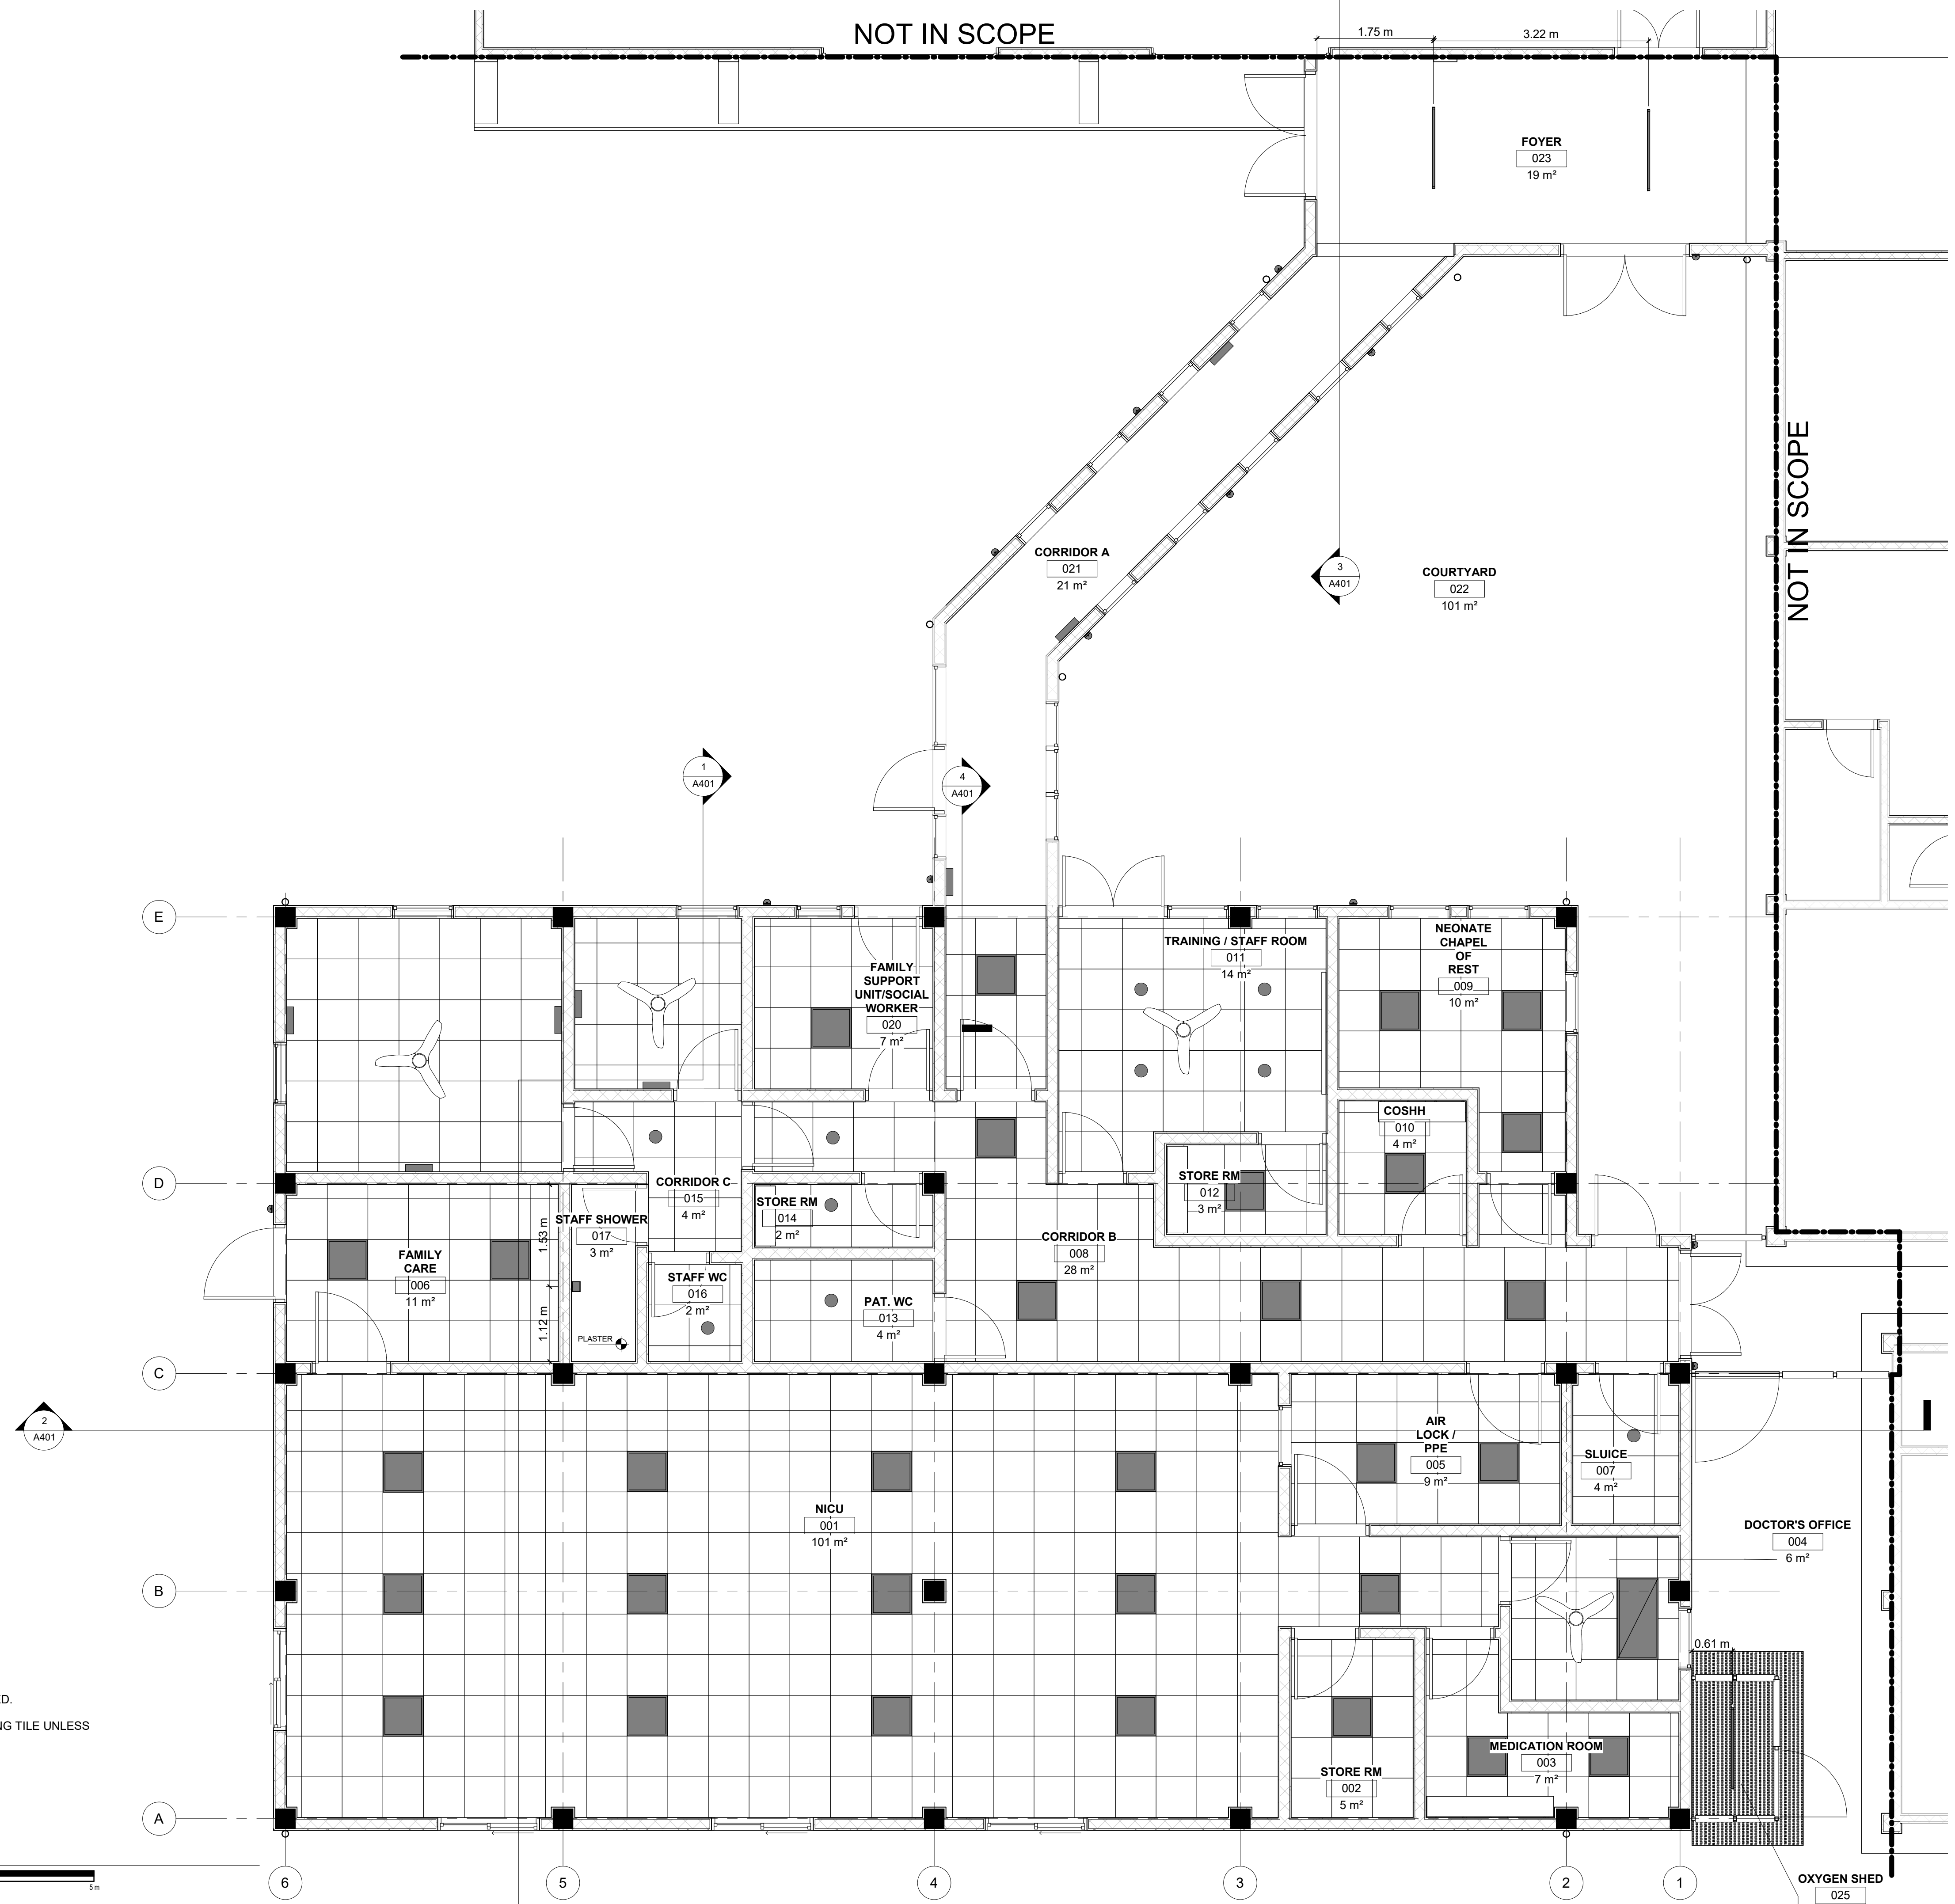 NOT IN SCOPE
1.75 m
3.22 m
FOYER
023
19 m²
NOT IN SCOPE
CORRIDOR A
021
21 m²
3
A401
COURTYARD
022
101 m²
1
A401
4
A401
E
TRAINING / STAFF ROOM
011
14 m²
NEONATE
CHAPEL
OF
REST
009
10 m²
FAMILY
SUPPORT
UNIT/SOCIAL
WORKER
020
7 m²
COSHH
010
4 m²
D
CORRIDOR C
015
4 m²
STORE RM
014
2 m²
STORE RM
012
3 m²
STAFF SHOWER
017
3 m²
1.53 m
FAMILY
CARE
006
11 m²
CORRIDOR B
008
28 m²
STAFF WC
016
2 m²
PAT. WC
013
4 m²
1.12 m
PLASTER
C
2
A401
AIR
LOCK /
PPE
005
9 m²
SLUICE
007
4 m²
NICU
001
101 m²
DOCTOR'S OFFICE
004
6 m²
B
0.61 m
ED.
NG TILE UNLESS
MEDICATION ROOM
003
7 m²
STORE RM
002
5 m²
A
5 m
6
5
4
3
2
1
OXYGEN SHED
025